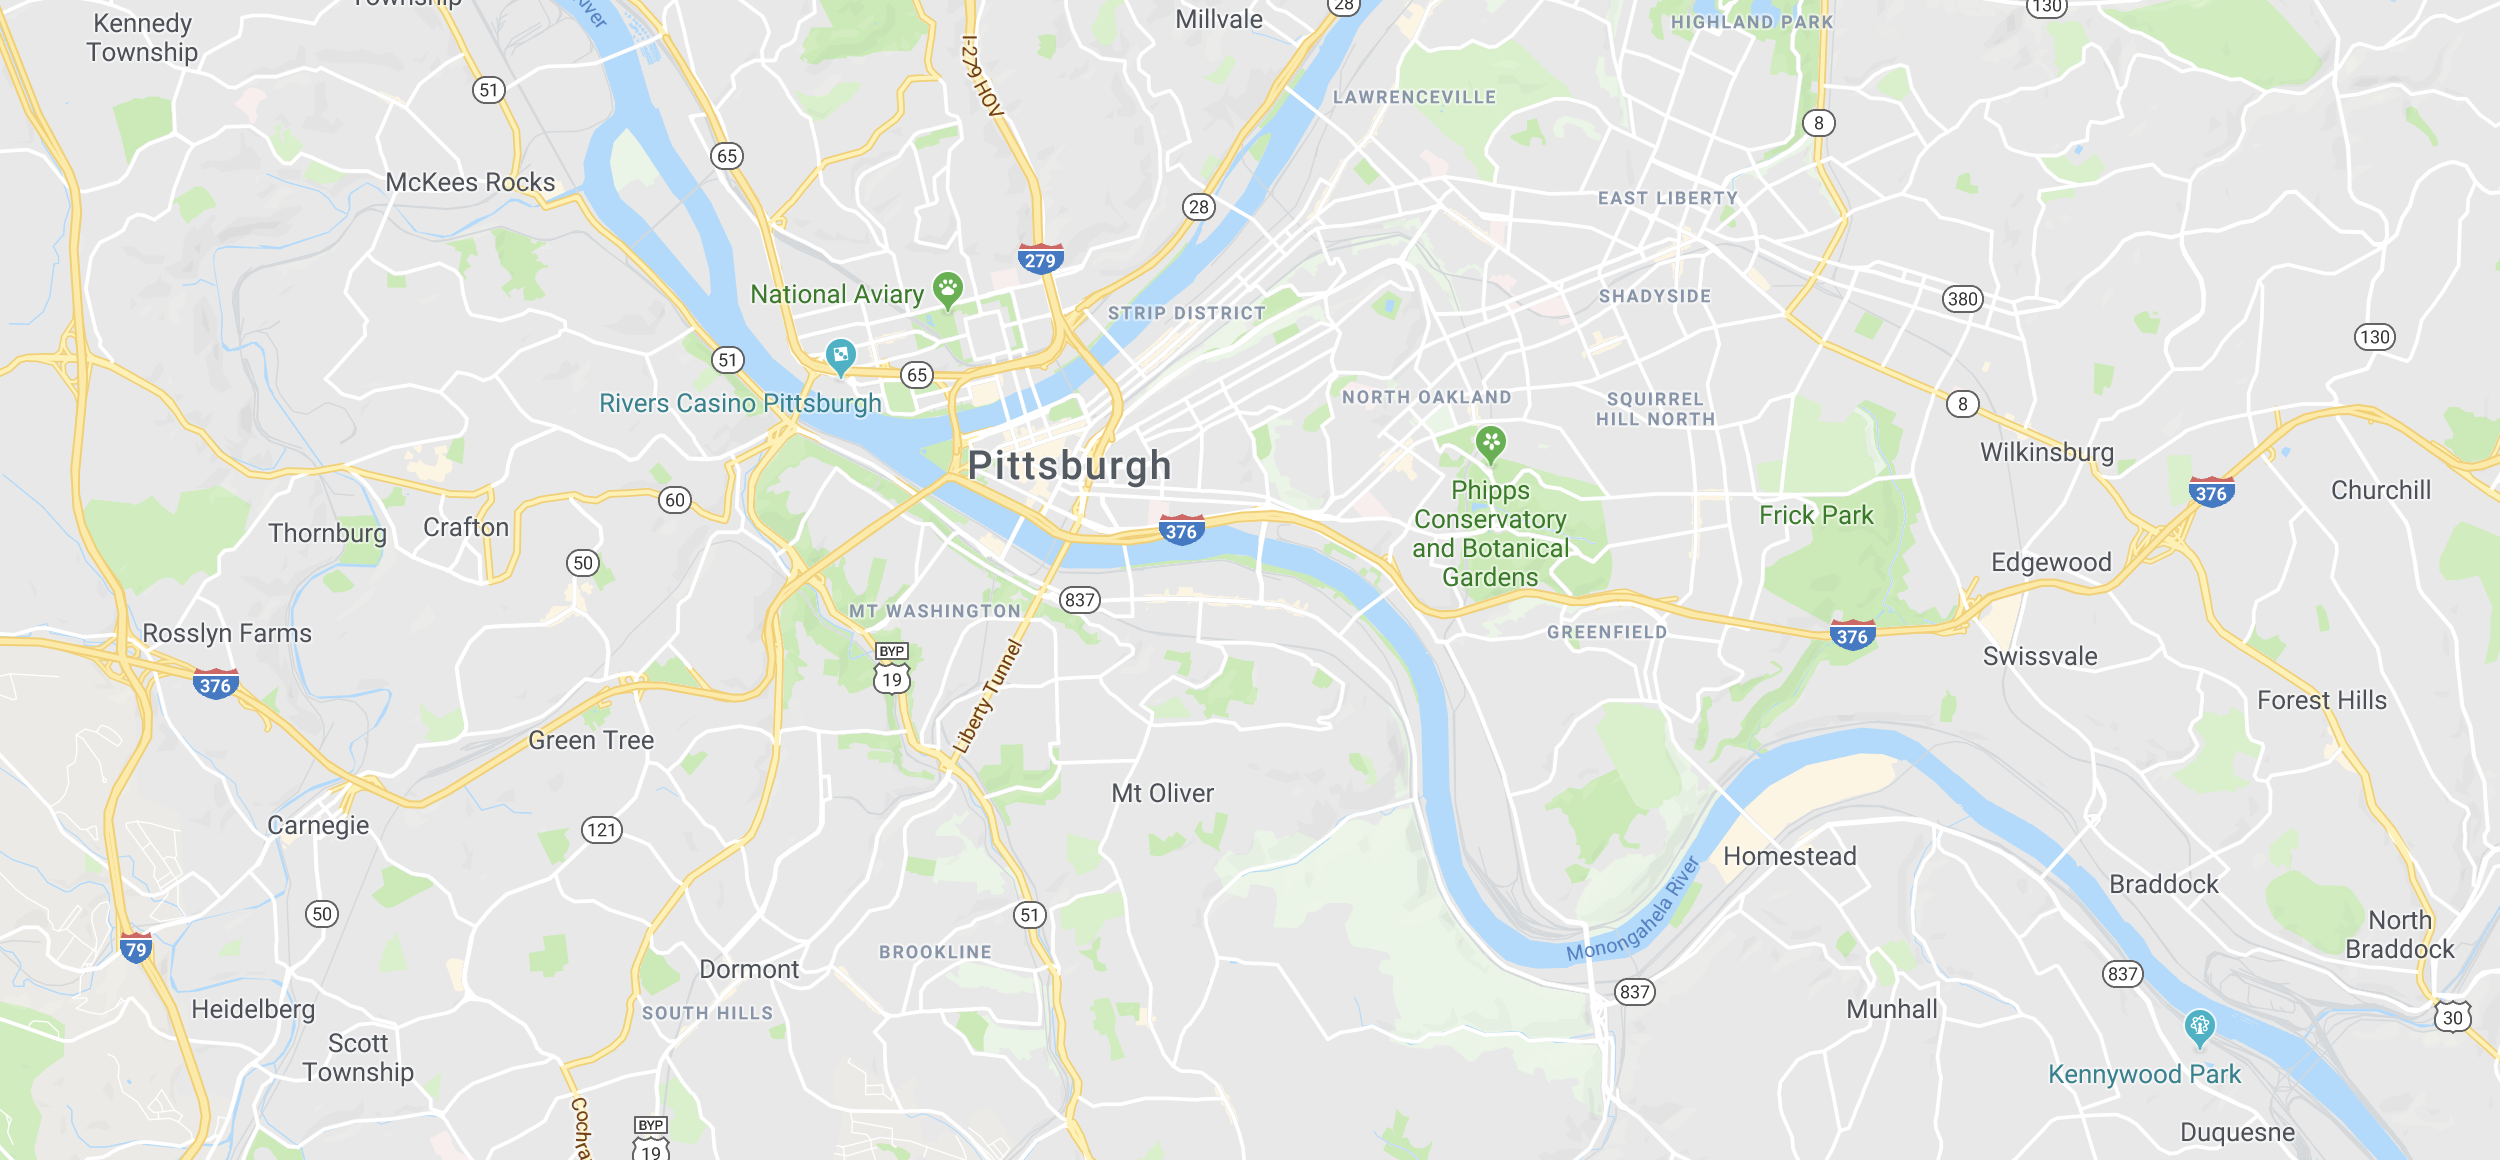 Township
River
28
130
Kennedy
Township
Millvale
HIGHLAND PARK
I-279 HOV
51
LAWRENCEVILLE
8
65
McKees Rocks
EAST LIBERTY
28
279
National Aviary
STRIP DISTRICT
SHADYSIDE
380
130
51
65
Rivers Casino Pittsburgh
NORTH OAKLAND
SQUIRREL
HILL NORTH
8
Wilkinsburg
Pittsburgh
376
Churchill
60
Phipps
Conservatory
and Botanical
Gardens
Frick Park
Thornburg
Crafton
376
50
Edgewood
837
MT WASHINGTON
Rosslyn Farms
GREENFIELD
376
BYP
19
Swissvale
376
Liberty Tunnel
Forest Hills
Green Tree
Mt Oliver
Carnegie
121
Homestead
Braddock
50
51
Monongahela River
North
Braddock
79
BROOKLINE
Dormont
837
837
Heidelberg
SOUTH HILLS
Munhall
30
Scott
Township
Kennywood Park
Cochra
BYP
19
Duquesne